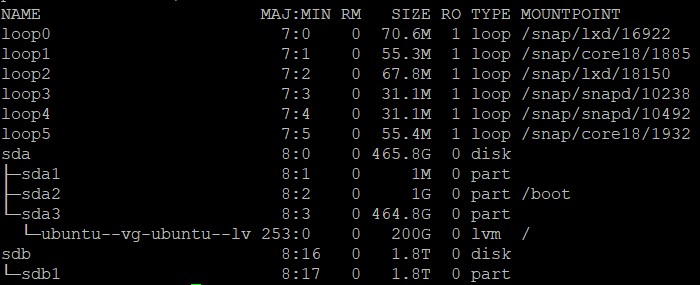 NAME MAJ:MIN RM SIZE RO TYPE MOUNTPOINT
loop0 7:0 0 70.6M 1 loop /snap/lxd/16922
loop1 7:1 0 55.3M 1 loop /snap/core18/1885
loop2 7:2 0 67.8M 1 loop /snap/lxd/18150
loop3 7:3 0 31.1M 1 loop /snap/snapd/10238
loop4 7:4 0 31.1M 1 loop /snap/snapd/10492
loop5 7:5 0 55.4M 1 loop /snap/core18/1932
sda 8:0 0 465.8G 0 disk
├─sda1 8:1 0 1M 0 part
├─sda2 8:2 0 1G 0 part /boot
└─sda3 8:3 0 464.8G 0 part
└─ubuntu--vg-ubuntu--lv 253:0 0 200G 0 lvm /
sdb 8:16 0 1.8T 0 disk
└─sdb1 8:17 0 1.8T 0 part